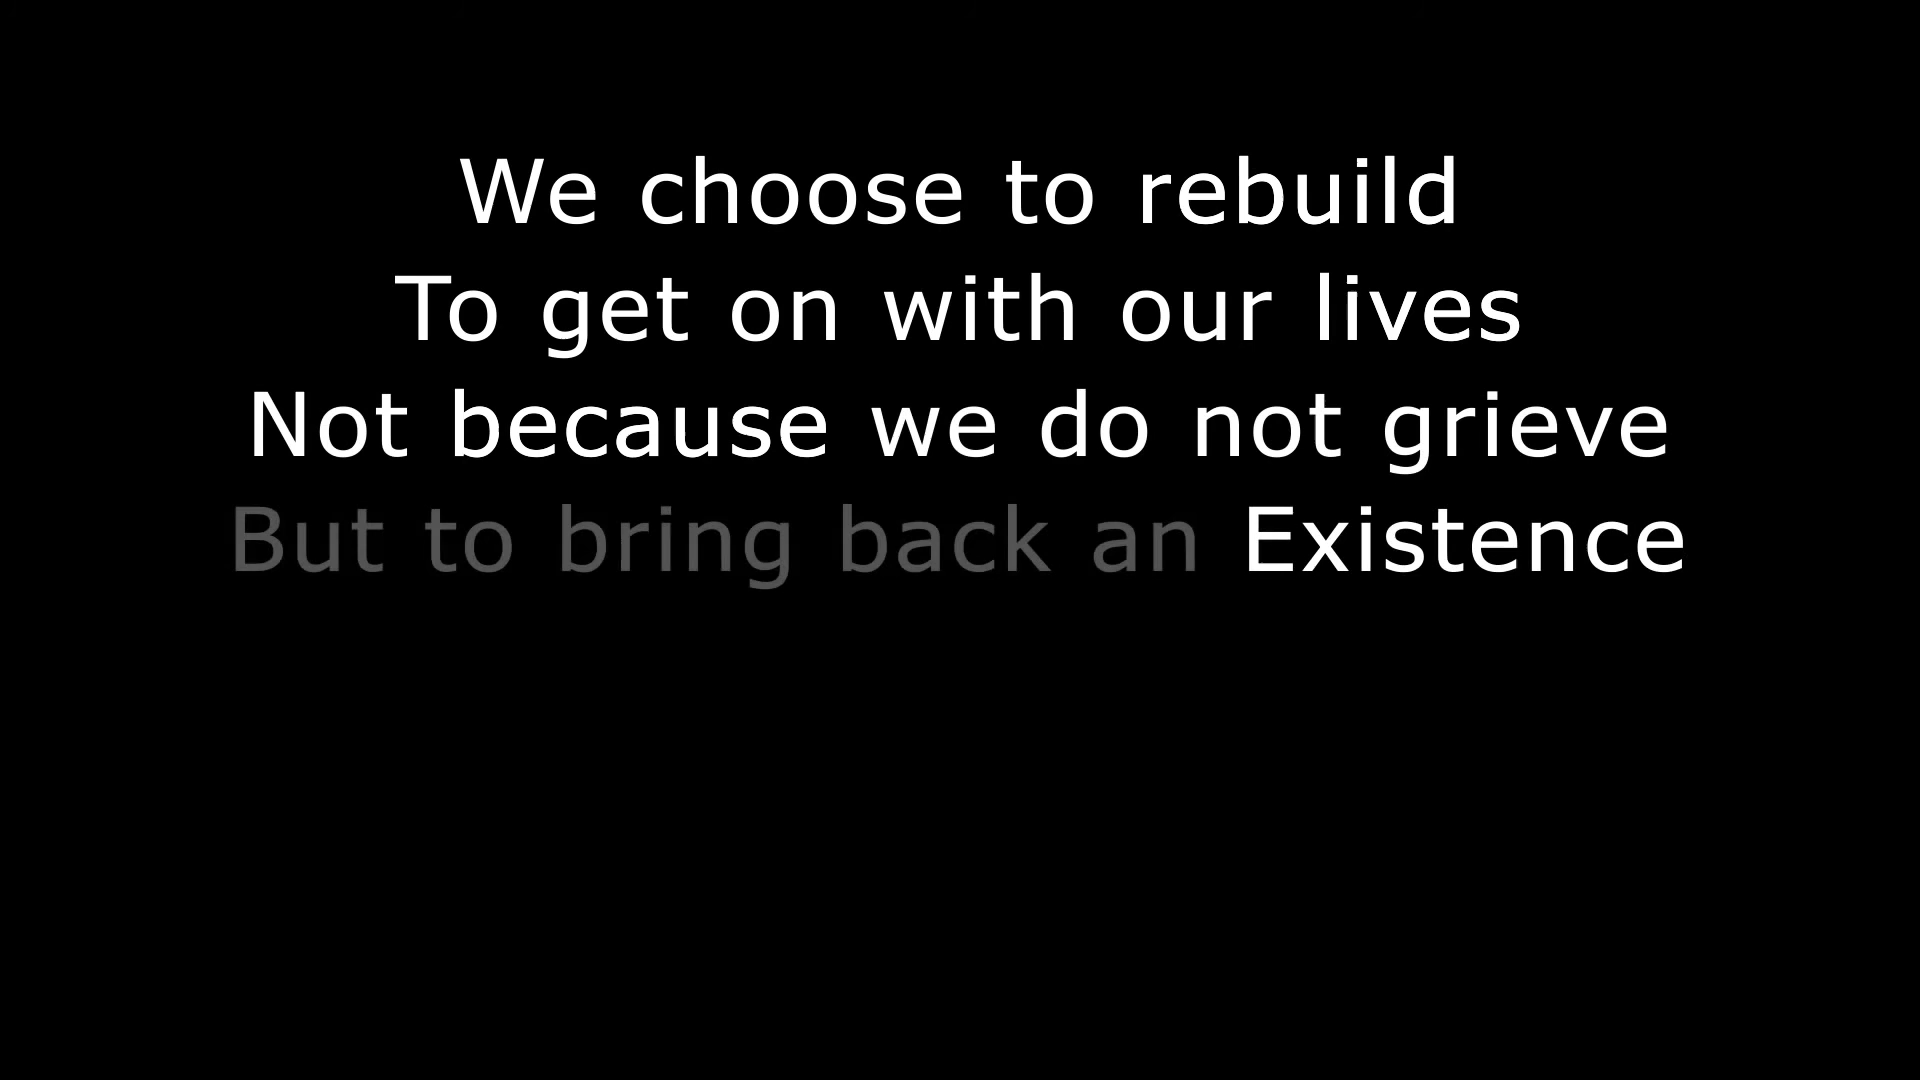 We choose to rebuild
To get on with our lives
Not because we do not grieve
But to bring back an Existence